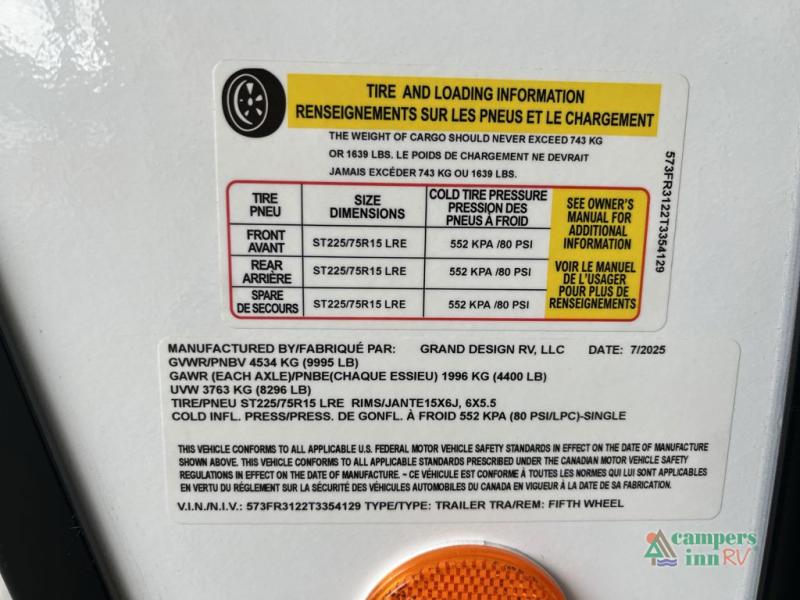 TIRE AND LOADING INFORMATION
RENSEIGNEMENTS SUR LES PNEUS ET LE CHARGEMENT
THE WEIGHT OF CARGO SHOULD NEVER EXCEED 743 KG
OR 1639 LBS. LE POIDS DE CHARGEMENT NE DEVRAIT
JAMAIS EXCÉDER 743 KG OU 1639 LBS.
TIRE
PNEU
SIZE
DIMENSIONS
COLD TIRE PRESSURE
PRESSION DES
PNEUS À FROID
FRONT
AVANT
ST225/75R15 LRE
552 KPA /80 PSI
REAR
ARRIÈRE
ST225/75R15 LRE
552 KPA /80 PSI
SPARE
DE SECOURS
ST225/75R15 LRE
552 KPA /80 PSI
SEE OWNER'S
MANUAL FOR
ADDITIONAL
INFORMATION
VOIR LE MANUEL
DE L'USAGER
POUR PLUS DE
RENSEIGNEMENTS
573FR3122T3354129
MANUFACTURED BY/FABRIQUÉ PAR: GRAND DESIGN RV, LLC DATE: 7/2025
GVWR/PNBV 4534 KG (9995 LB)
GAWR (EACH AXLE)/PNBE(CHAQUE ESSIEU) 1996 KG (4400 LB)
UVW 3763 KG (8296 LB)
TIRE/PNEU ST225/75R15 LRE RIMS/JANTE15X6J, 6X5.5
COLD INFL. PRESS/PRESS. DE GONFL. À FROID 552 KPA (80 PSI/LPC)-SINGLE
THIS VEHICLE CONFORMS TO ALL APPLICABLE U.S. FEDERAL MOTOR VEHICLE SAFETY STANDARDS IN EFFECT ON THE DATE OF MANUFACTURE
SHOWN ABOVE. THIS VEHICLE CONFORMS TO ALL APPLICABLE STANDARDS PRESCRIBED UNDER THE CANADIAN MOTOR VEHICLE SAFETY
REGULATIONS IN EFFECT ON THE DATE OF MANUFACTURE. - CE VÉHICULE EST CONFORME À TOUTES LES NORMES QUI LUI SONT APPLICABLES
EN VERTU DU RÈGLEMENT SUR LA SÉCURITÉ DES VÉHICULES AUTOMOBILES DU CANADA EN VIGUEUR À LA DATE DE SA FABRICATION.
V.I.N./N.I.V.: 573FR3122T3354129 TYPE/TYPE: TRAILER TRA/REM: FIFTH WHEEL
campers
inn RV